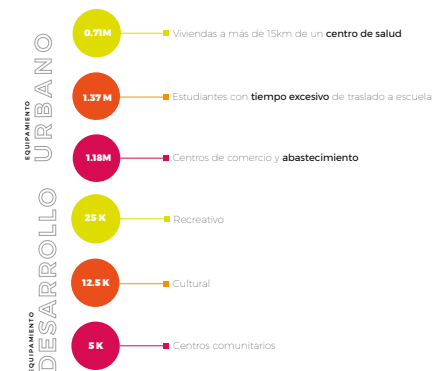 EQUIPAMIENTO
URBANO
0.71M
Viviendas a más de 15km de un centro de salud
1.37 M
Estudiantes con tiempo excesivo de traslado a escuela
1.18M
Centros de comercio y abastecimiento
EQUIPAMIENTO
DESARROLLO
25 K
Recreativo
12.5 K
Cultural
5 K
Centros comunitarios